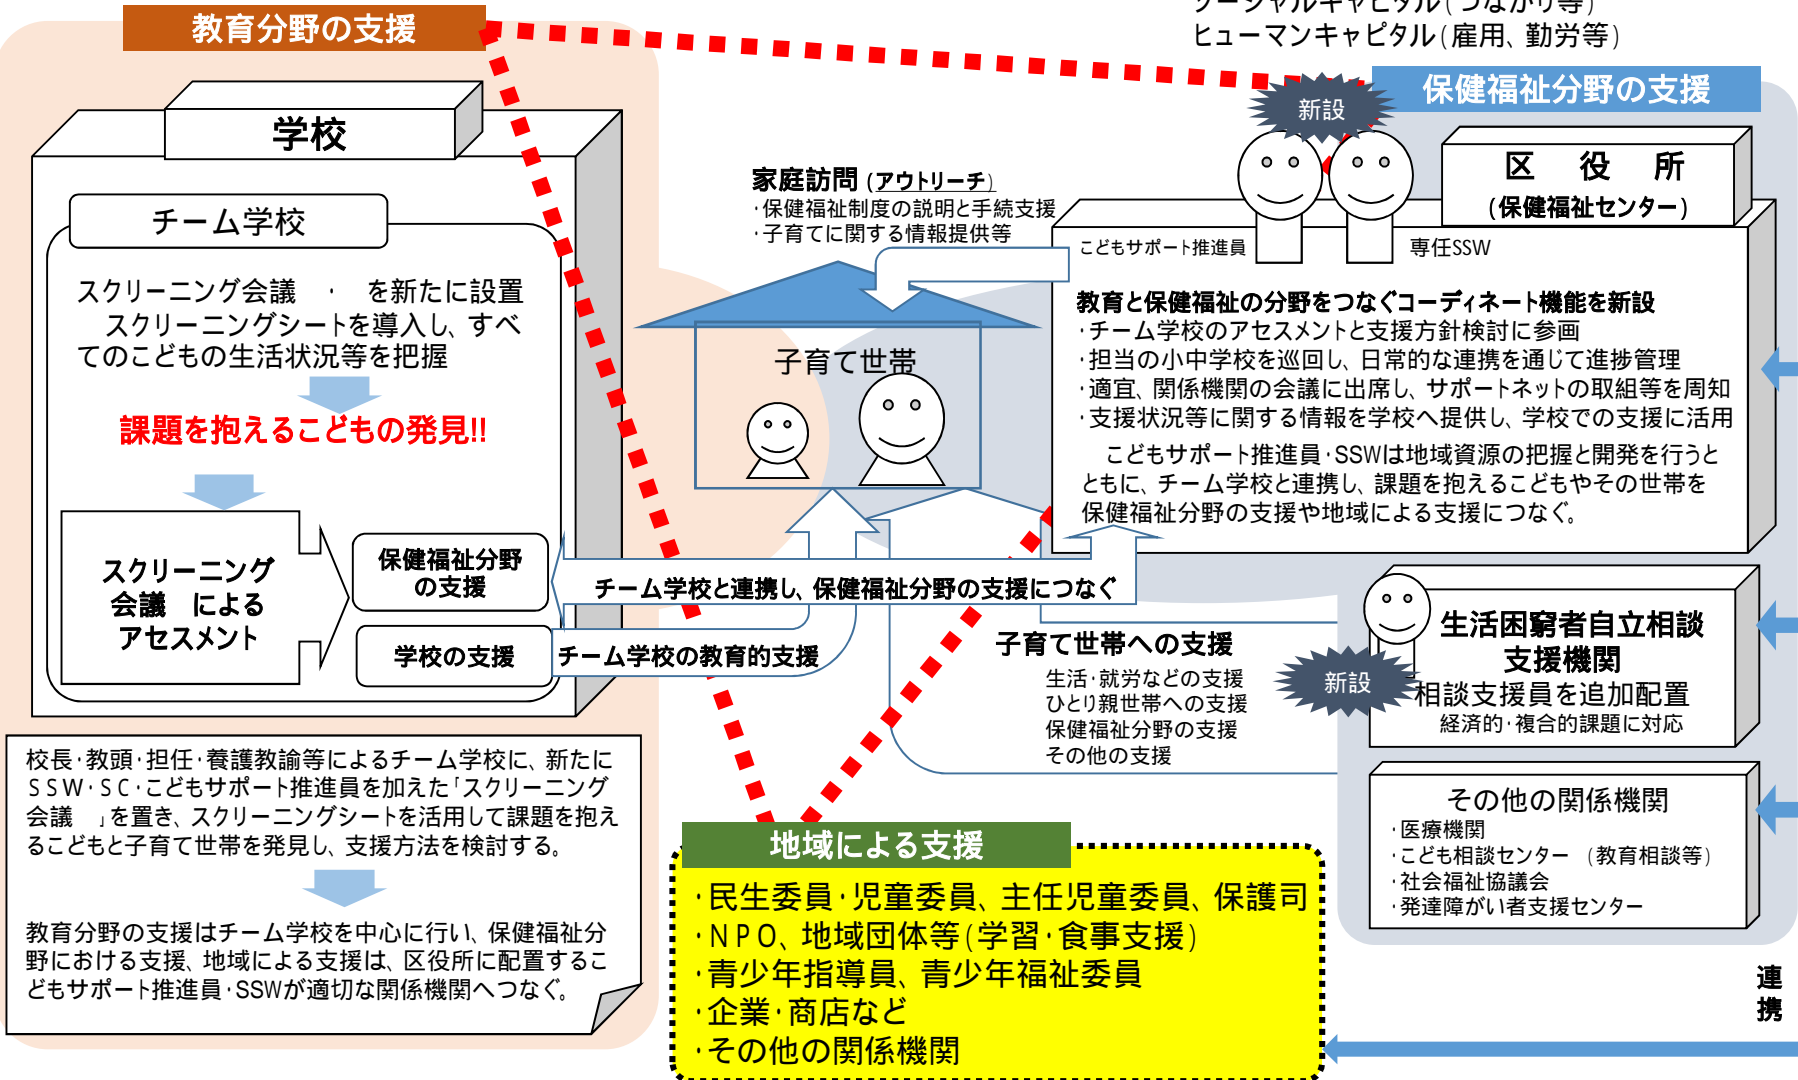 ソーシャルキャピタル(つながり等)
ヒューマンキャピタル(雇用、勤労等)
教育分野の支援
学校
チーム学校
スクリーニング会議 ・ を新たに設置
スクリーニングシートを導入し、すべ
てのこどもの生活状況等を把握
課題を抱えるこどもの発見!!
スクリーニング
会議 による
アセスメント
保健福祉分野
の支援
学校の支援
チーム学校と連携し、保健福祉分野の支援につなぐ
チーム学校の教育的支援
校長・教頭・担任・養護教諭等によるチーム学校に、新たに
SSW・SC・こどもサポート推進員を加えた「スクリーニング
会議 」を置き、スクリーニングシートを活用して課題を抱え
るこどもと子育て世帯を発見し、支援方法を検討する。
教育分野の支援はチーム学校を中心に行い、保健福祉分
野における支援、地域による支援は、区役所に配置するこ
どもサポート推進員・SSWが適切な関係機関へつなぐ。
家庭訪問(アウトリーチ)
・保健福祉制度の説明と手続支援
・子育てに関する情報提供等
子育て世帯
保健福祉分野の支援
新設
区 役 所
(保健福祉センター)
こどもサポート推進員
専任SSW
教育と保健福祉の分野をつなぐコーディネート機能を新設
・チーム学校のアセスメントと支援方針検討に参画
・担当の小中学校を巡回し、日常的な連携を通じて進捗管理
・適宜、関係機関の会議に出席し、サポートネットの取組等を周知
・支援状況等に関する情報を学校へ提供し、学校での支援に活用
こどもサポート推進員・SSWは地域資源の把握と開発を行うと
ともに、チーム学校と連携し、課題を抱えるこどもやその世帯を
保健福祉分野の支援や地域による支援につなぐ。
子育て世帯への支援
生活・就労などの支援
ひとり親世帯への支援
保健福祉分野の支援
その他の支援
新設
生活困窮者自立相談
支援機関
相談支援員を追加配置
経済的・複合的課題に対応
その他の関係機関
・医療機関
・こども相談センター (教育相談等)
・社会福祉協議会
・発達障がい者支援センター
地域による支援
・民生委員・児童委員、主任児童委員、保護司
・NPO、地域団体等(学習・食事支援)
・青少年指導員、青少年福祉委員
・企業・商店など
・その他の関係機関
連
携